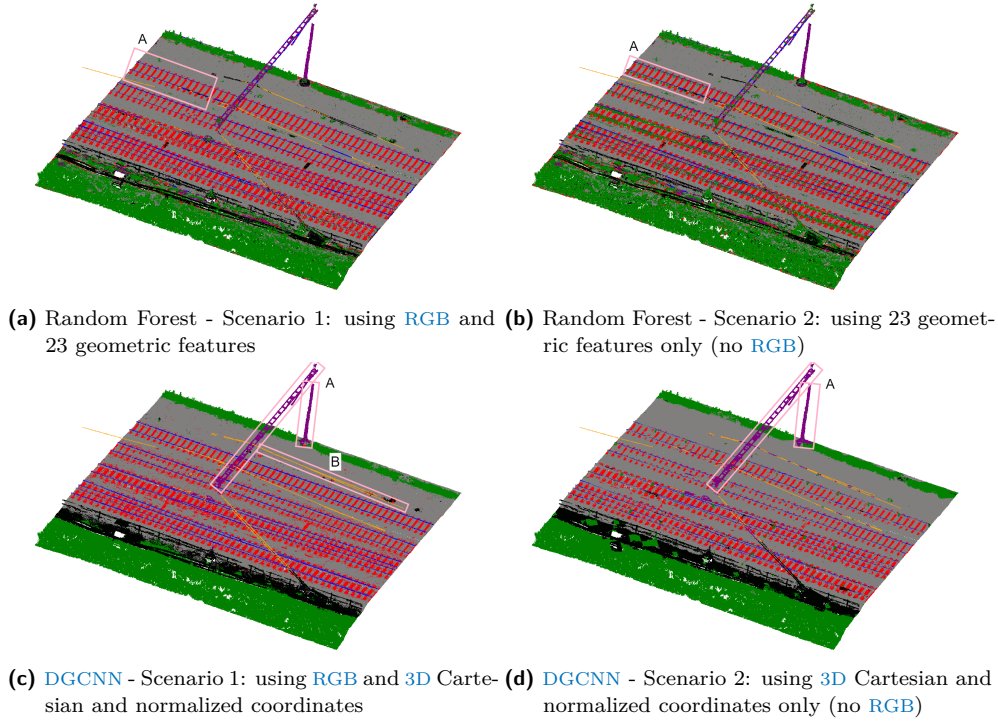 A
A
(a) Random Forest - Scenario 1: using RGB and
23 geometric features
(b) Random Forest - Scenario 2: using 23 geomet-
ric features only (no RGB)
A
B
A
(c) DGCNN - Scenario 1: using RGB and 3D Carte-
sian and normalized coordinates
(d) DGCNN - Scenario 2: using 3D Cartesian and
normalized coordinates only (no RGB)